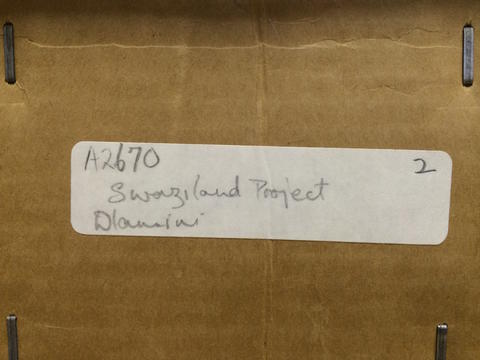 A2670 2
Swaziland Project
Dlamini